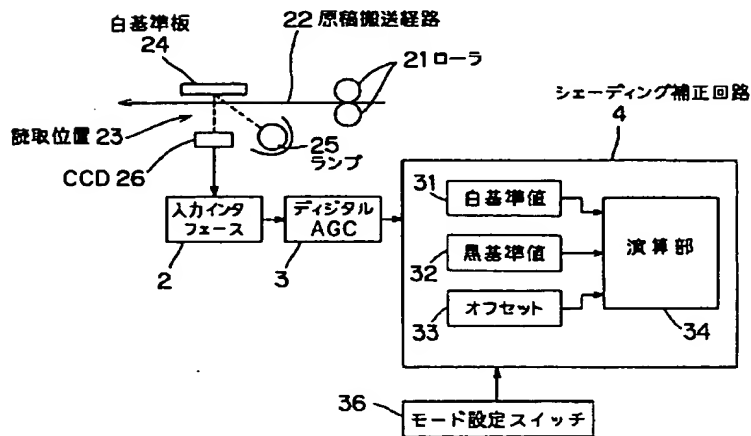 白基準板
24
22 原稿搬送経路
21 ローラ
読取位置 23
25
ランプ
CCD 26
シェーディング補正回路
4
入力インタ
フェース
2
ディジタル
AGC
3
31
白基準値
32
黒基準値
33
オフセット
演算部
34
36
モード設定スイッチ